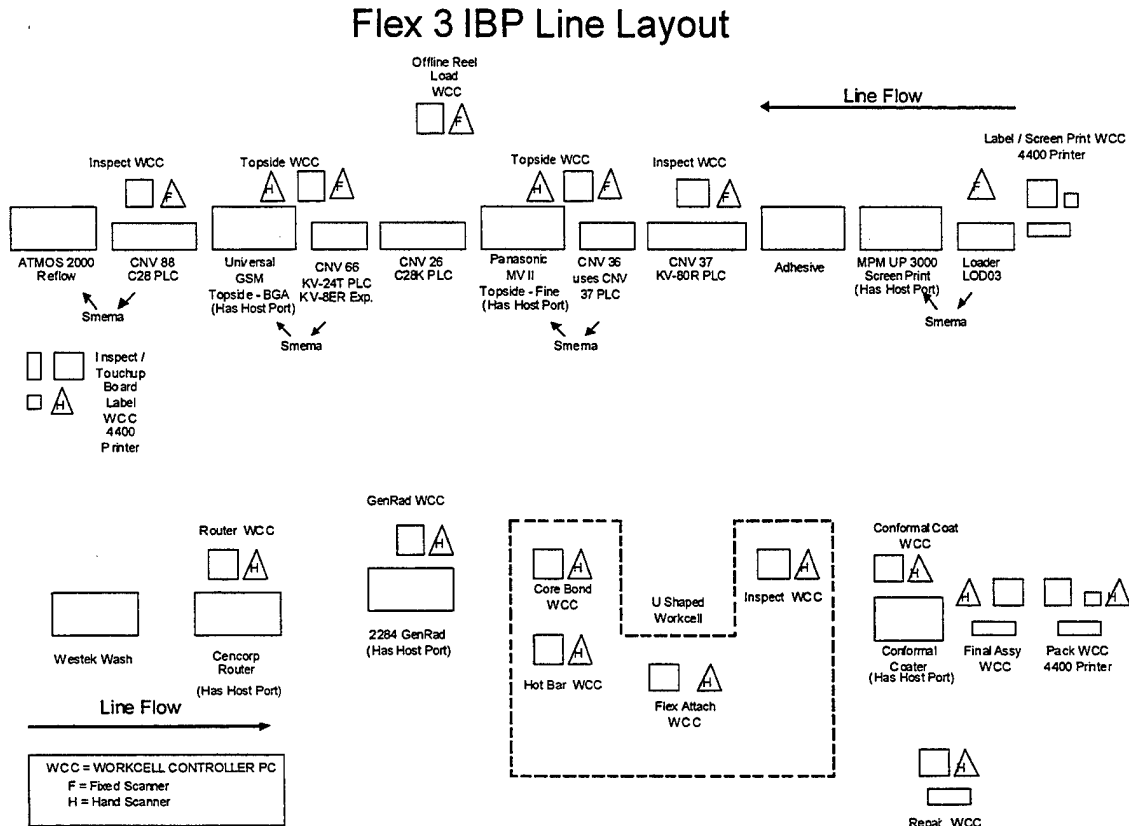 Flex 3 IBP Line Layout
Offline Reel
Load
WCC
F
Line Flow
Label / Screen Print WCC
4400 Printer
Inspect WCC
F
Topside WCC
H
F
Topside WCC
H
F
Inspect WCC
F
F
ATMOS 2000
Reflow
CNV 88
C28 PLC
Universal
GSM
Topside - BGA
(Has Host Port)
CNV 66
KV-24T PLC
KV-8ER Exp.
CNV 26
C28K PLC
Panasonic
MV II
Topside - Fine
(Has Host Port)
CNV 36
uses CNV
37 PLC
CNV 37
KV-80R PLC
Adhesive
MPM UP 3000
Screen Print
(Has Host Port)
Loader
LOD03
Smema
Smema
Smema
Smema
Inspect /
Touchup
Board
Label
WCC
4400
Printer
H
Router WCC
H
Westek Wash
Cencorp
Router
(Has Host Port)
GenRad WCC
H
2284 GenRad
(Has Host Port)
H
Core Bond
WCC
H
Hot Bar WCC
U Shaped
Workcell
H
Flex Attach
WCC
H
Inspect WCC
Conformal Coat
WCC
H
Conformal
Coater
(Has Host Port)
H
Final Assy
WCC
H
Pack WCC
4400 Printer
Line Flow
WCC = WORKCELL CONTROLLER PC
F = Fixed Scanner
H = Hand Scanner
H
Repair WCC